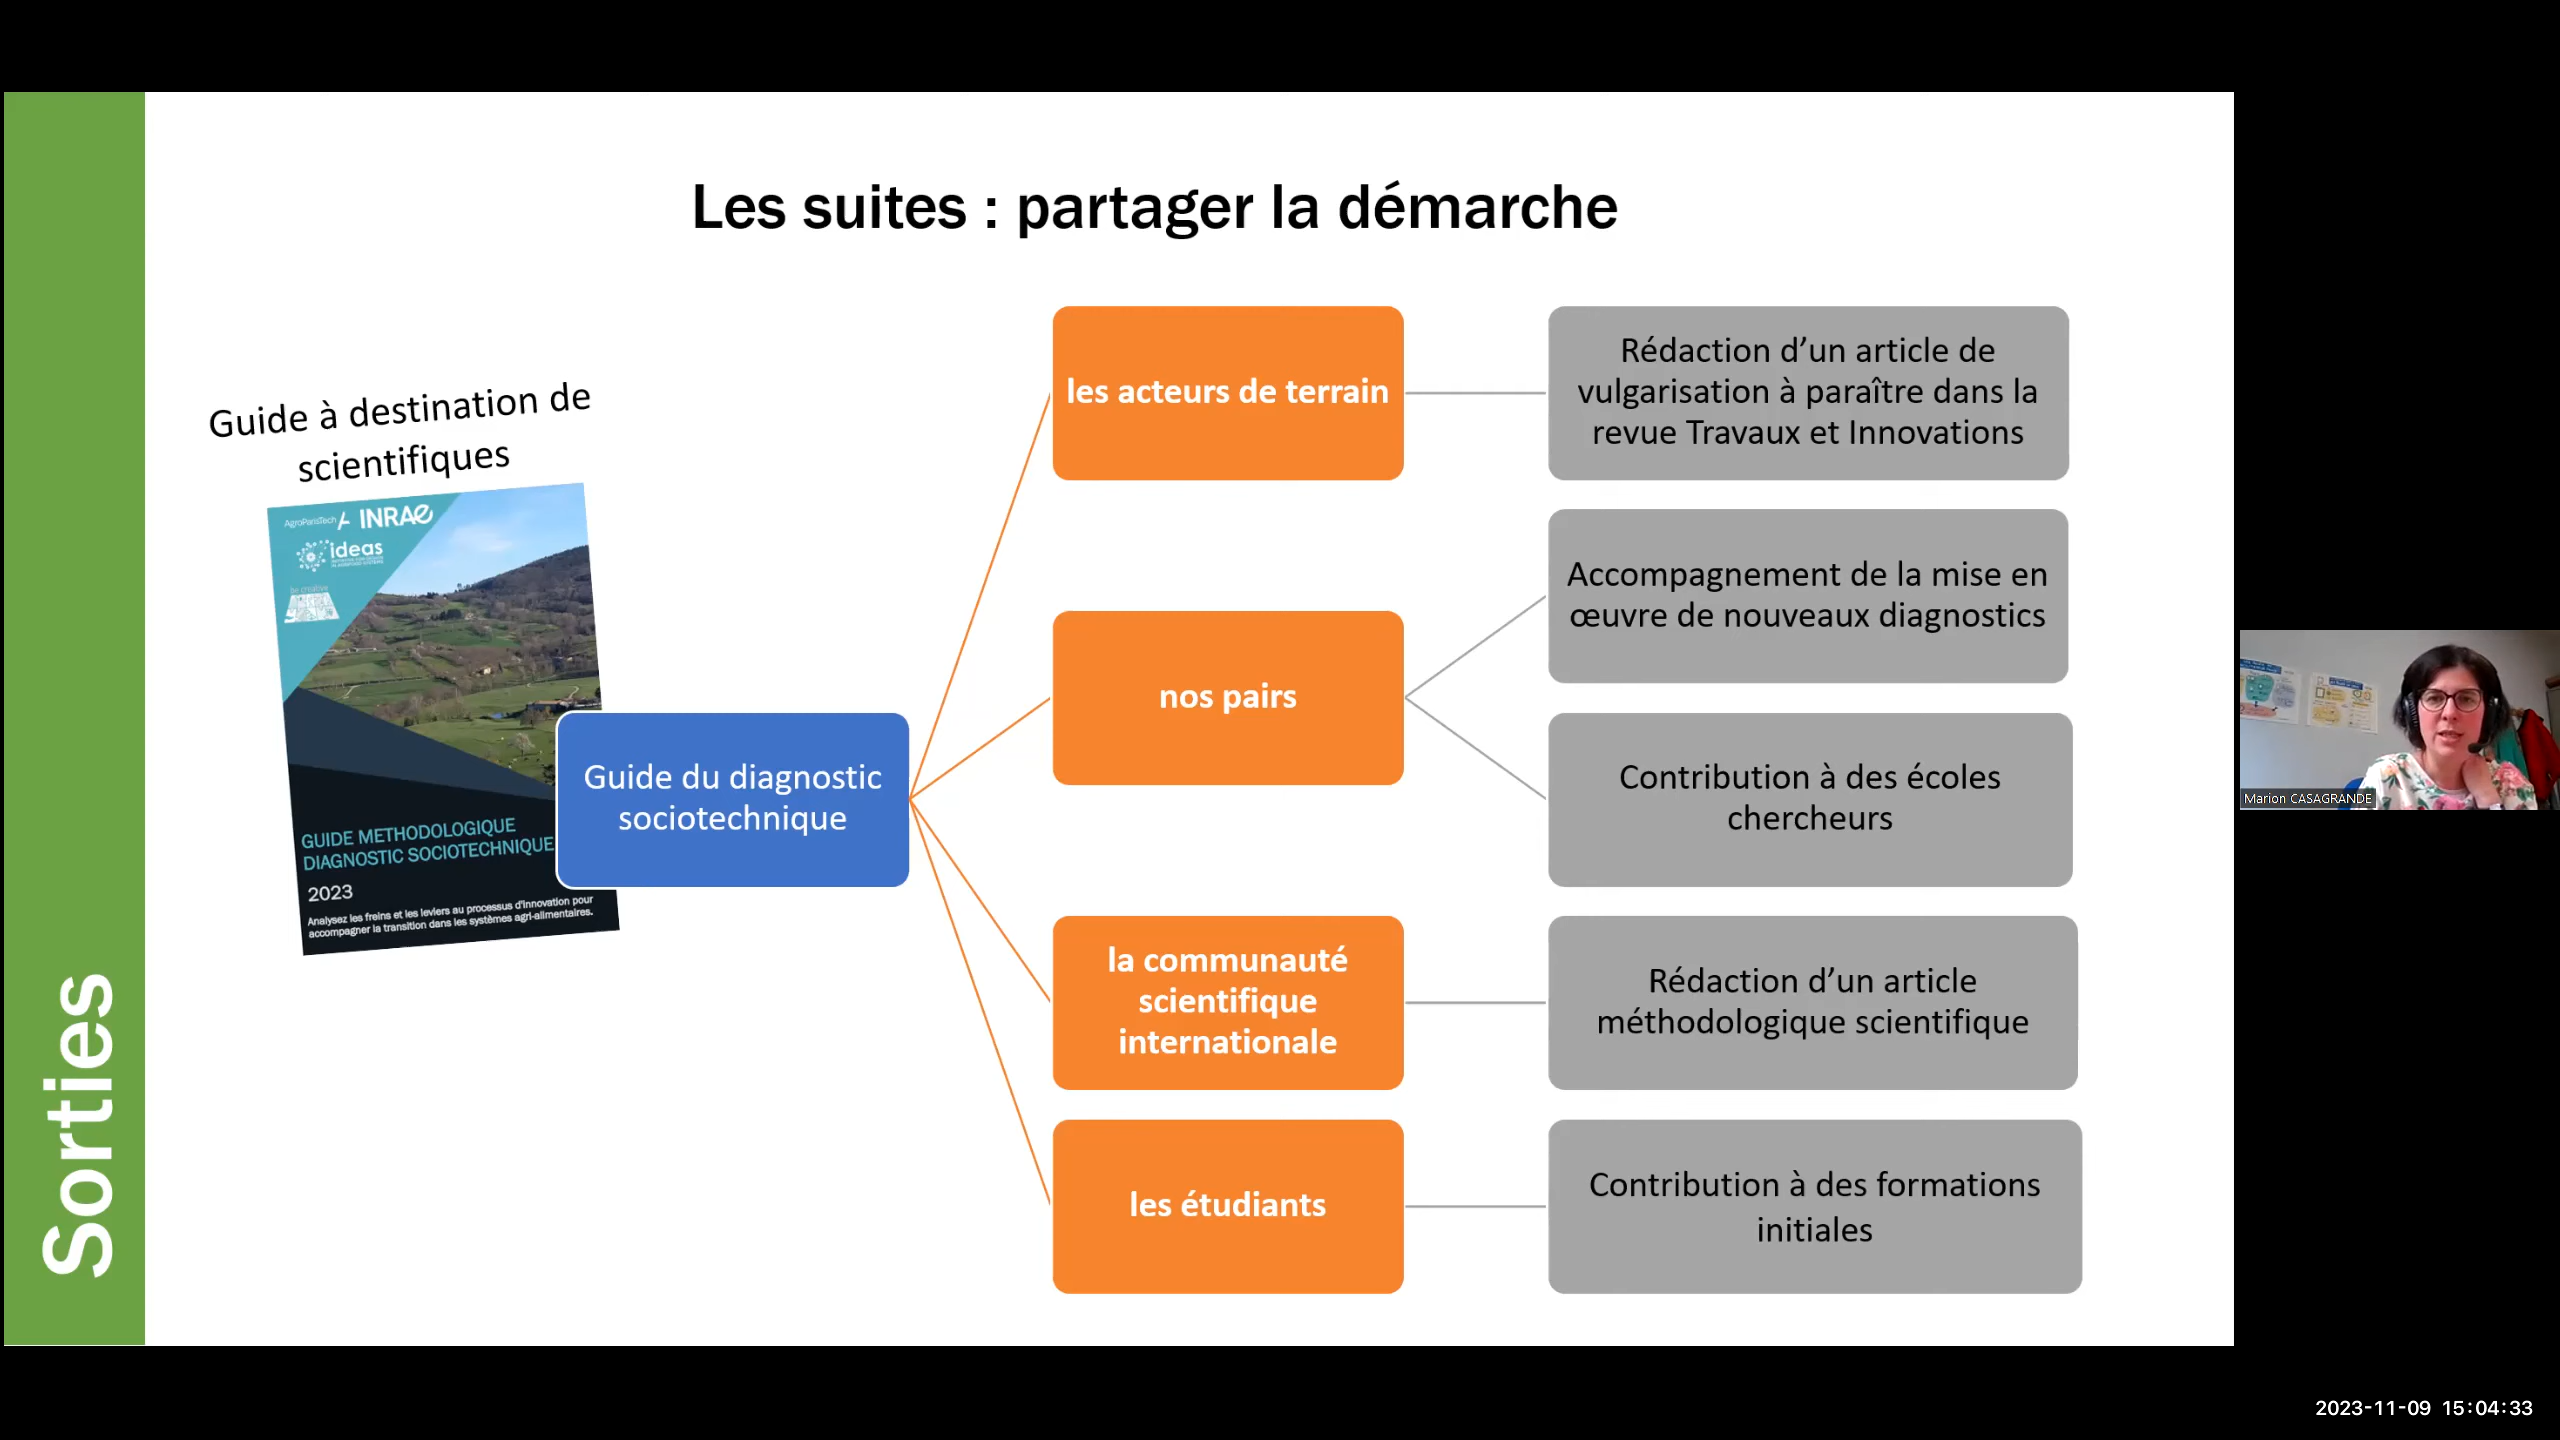 Les suites : partager la démarche
Guide à destination de
scientifiques
AgroParisTech INRAE
ideas
be creative
GUIDE METHODOLOGIQUE
DIAGNOSTIC SOCIOTECHNIQUE
2023
Analysez les freins et les leviers au processus d'innovation pour
accompagner la transition dans les systèmes agri-alimentaires.
Guide du diagnostic
sociotechnique
les acteurs de terrain
Rédaction d’un article de
vulgarisation à paraître dans la
revue Travaux et Innovations
nos pairs
Accompagnement de la mise en
œuvre de nouveaux diagnostics
Contribution à des écoles
chercheurs
la communauté
scientifique
internationale
Rédaction d’un article
méthodologique scientifique
les étudiants
Contribution à des formations
initiales
Sorties
Marion CASAGRANDE
2023-11-09 15:04:33